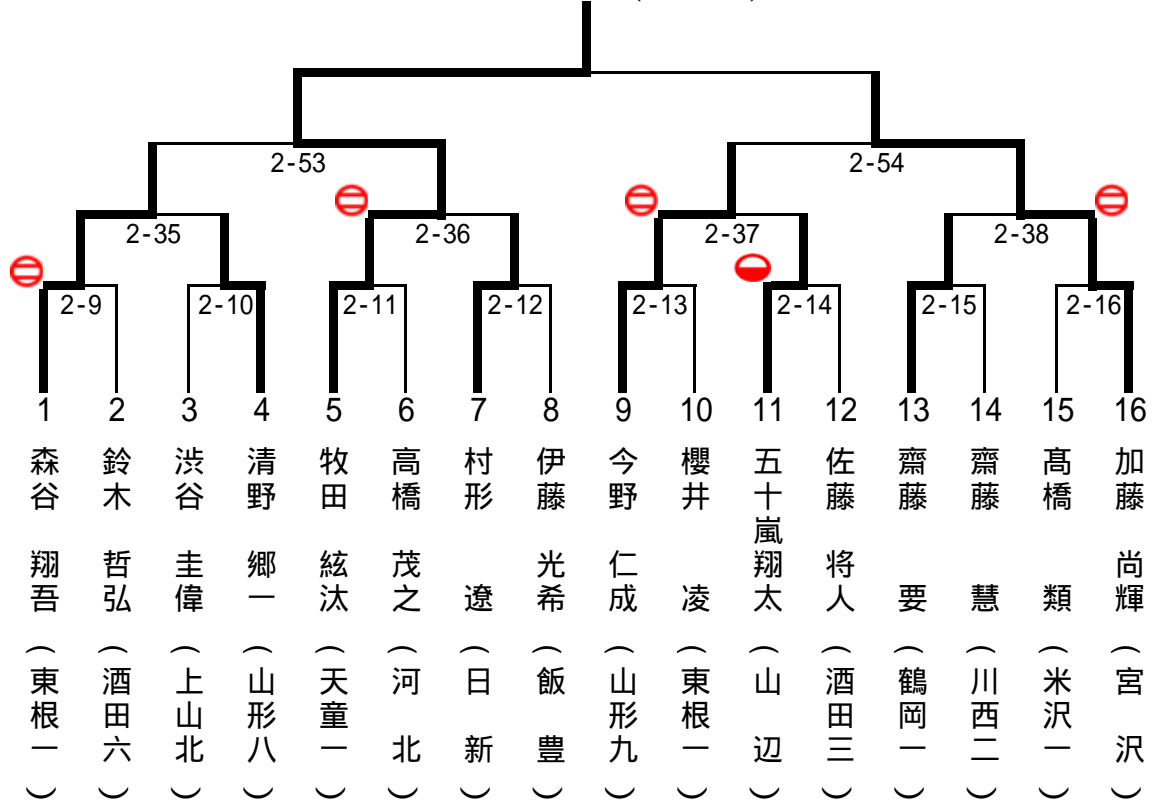 2-53
2-54
2-35
2-36
2-37
2-38
2-9
2-10
2-11
2-12
2-13
2-14
2-15
2-16
1 森谷 翔吾 (東根一)
2 鈴木 哲弘 (酒田六)
3 渋谷 圭偉 (上山北)
4 清野 郷一 (山形八)
5 牧田 絃汰 (天童一)
6 高橋 茂之 (河北)
7 村形 遼 (日新)
8 伊藤 光希 (飯豊)
9 今野 仁成 (山形九)
10 櫻井 凌 (東根一)
11 五十嵐翔太 (山辺)
12 佐藤 将人 (酒田三)
13 齋藤 要 (鶴岡一)
14 齋藤 慧 (川西二)
15 髙橋 類 (米沢一)
16 加藤 尚輝 (宮沢)